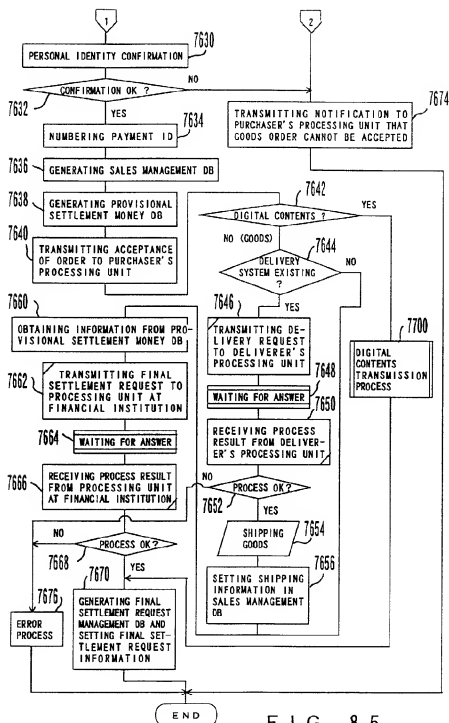 1
2
7630
PERSONAL IDENTITY CONFIRMATION
NO
CONFIRMATION OK ?
7632
YES
7634
NUMBERING PAYMENT ID
7674
TRANSMITTING NOTIFICATION TO
PURCHASER'S PROCESSING UNIT THAT
GOODS ORDER CANNOT BE ACCEPTED
7636
GENERATING SALES MANAGEMENT DB
7638
GENERATING PROVISIONAL
SETTLEMENT MONEY DB
7640
TRANSMITTING ACCEPTANCE
OF ORDER TO PURCHASER'S
PROCESSING UNIT
7642
DIGITAL CONTENTS ?
YES
NO (GOODS)
7644
DELIVERY
SYSTEM EXISTING
?
NO
YES
7646
TRANSMITTING DE-
LIVERY REQUEST
TO DELIVERER'S
PROCESSING UNIT
7648
WAITING FOR ANSWER
7650
RECEIVING PROCESS
RESULT FROM DELIVER-
ER'S PROCESSING UNIT
7652
PROCESS OK?
NO
YES
7654
SHIPPING
GOODS
7656
SETTING SHIPPING
INFORMATION IN
SALES MANAGEMENT
DB
7700
DIGITAL
CONTENTS
TRANSMISSION
PROCESS
7660
OBTAINING INFORMATION FROM PRO-
VISIONAL SETTLEMENT MONEY DB
7662
TRANSMITTING FINAL
SETTLEMENT REQUEST TO
PROCESSING UNIT AT
FINANCIAL INSTITUTION
7664
WAITING FOR ANSWER
7666
RECEIVING PROCESS RESULT
FROM PROCESSING UNIT
AT FINANCIAL INSTITUTION
NO
PROCESS OK?
7668
YES
7670
GENERATING FINAL
SETTLEMENT REQUEST
MANAGEMENT DB AND
SETTING FINAL SET-
TLEMENT REQUEST
INFORMATION
7676
ERROR
PROCESS
END
FIG. 85